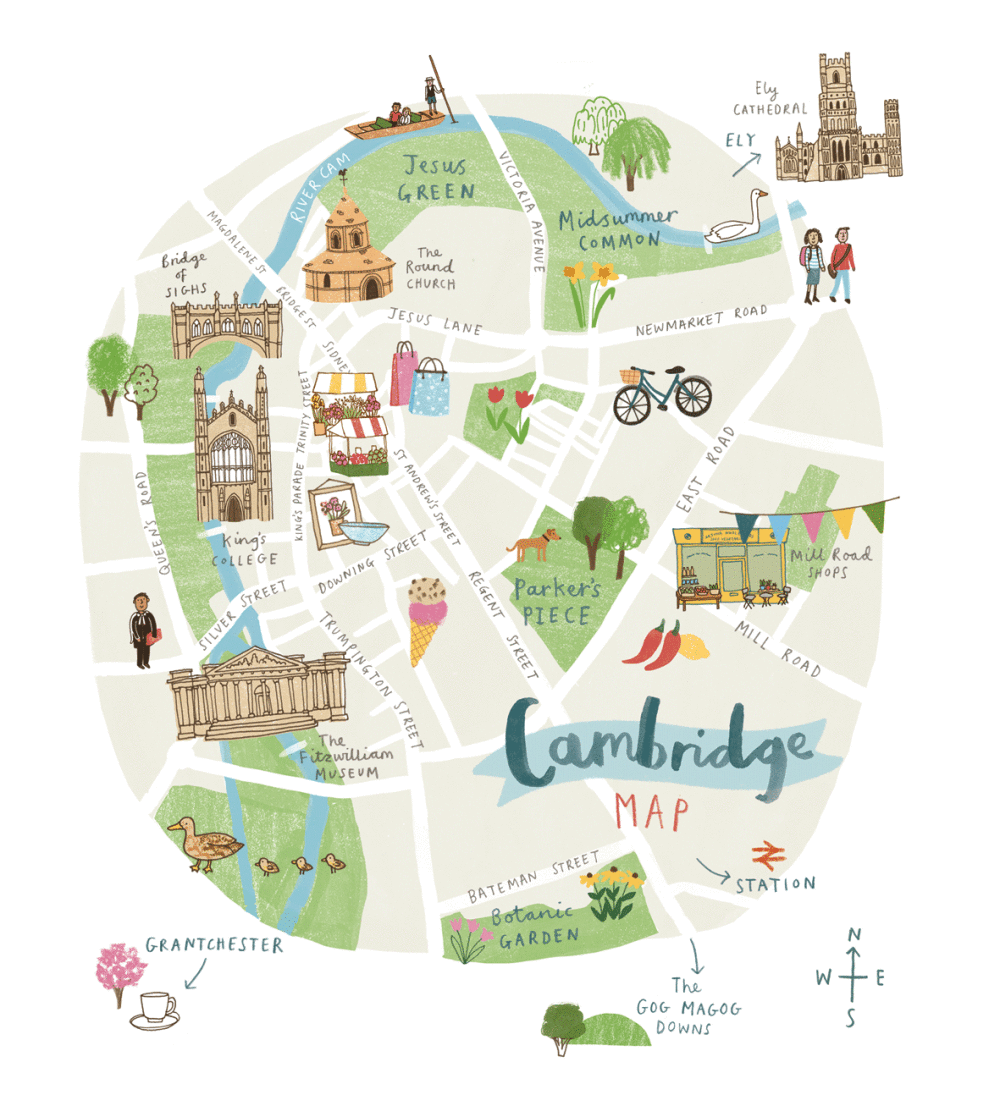 Ely
CATHEDRAL
ELY
RIVER CAM
Jesus
GREEN
VICTORIA AVENUE
Midsummer
COMMON
MAGDALENE ST
Bridge
of
SIGHS
The
Round
CHURCH
BRIDGE ST
JESUS LANE
NEWMARKET ROAD
SIDNEY
KING'S PARADE TRINITY STREET
ST ANDREW'S STREET
EAST ROAD
QUEEN'S ROAD
King's
COLLEGE
DOWNING STREET
SILVER STREET
REGENT STREET
Parker's
PIECE
Mill Road
SHOPS
MILL ROAD
TRUMPINGTON STREET
The
Fitzwilliam
MUSEUM
Cambridge
MAP
STATION
BATEMAN STREET
Botanic
GARDEN
GRANTCHESTER
The
GOG MAGOG
DOWNS
N
W E
S